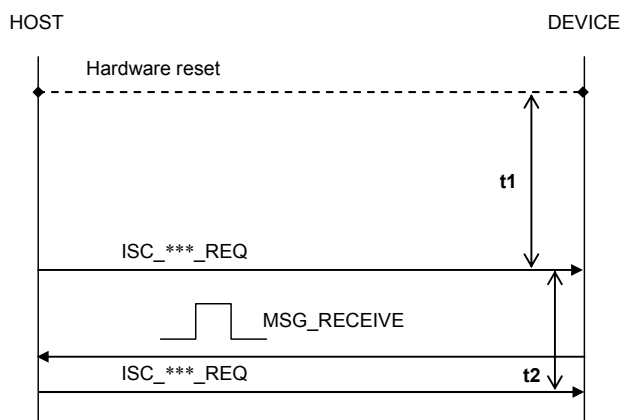 HOST DEVICE
Hardware reset
t1
ISC_***_REQ
MSG_RECEIVE
ISC_***_REQ t2